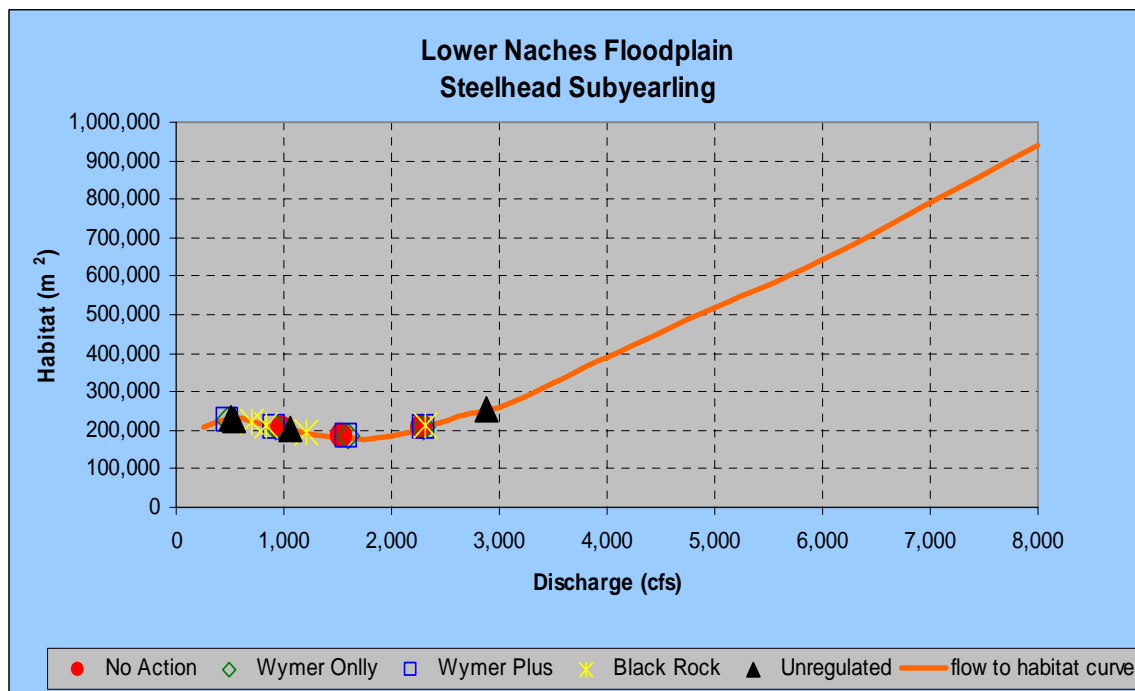 Lower Naches Floodplain
Steelhead Subyearling
1,000,000
900,000
800,000
700,000
600,000
500,000
400,000
300,000
200,000
100,000
0
Habitat (m ²)
0 1,000 2,000 3,000 4,000 5,000 6,000 7,000 8,000
Discharge (cfs)
No Action Wymer Onlly Wymer Plus Black Rock Unregulated flow to habitat curve